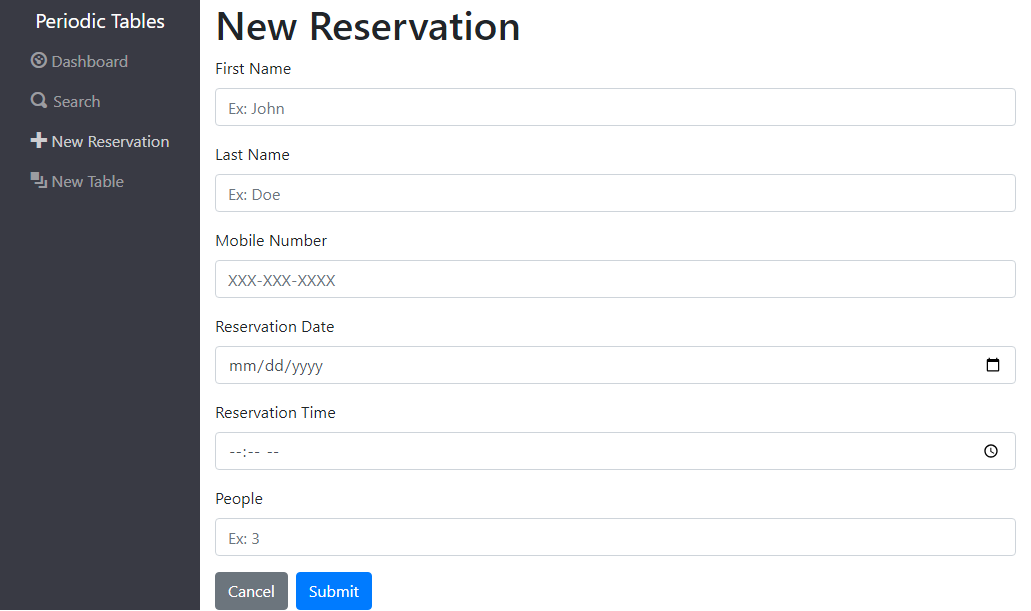 Periodic Tables
Dashboard
Search
New Reservation
New Table
New Reservation
First Name
Ex: John
Last Name
Ex: Doe
Mobile Number
XXX-XXX-XXXX
Reservation Date
mm/dd/yyyy
Reservation Time
--:-- --
People
Ex: 3
Cancel Submit